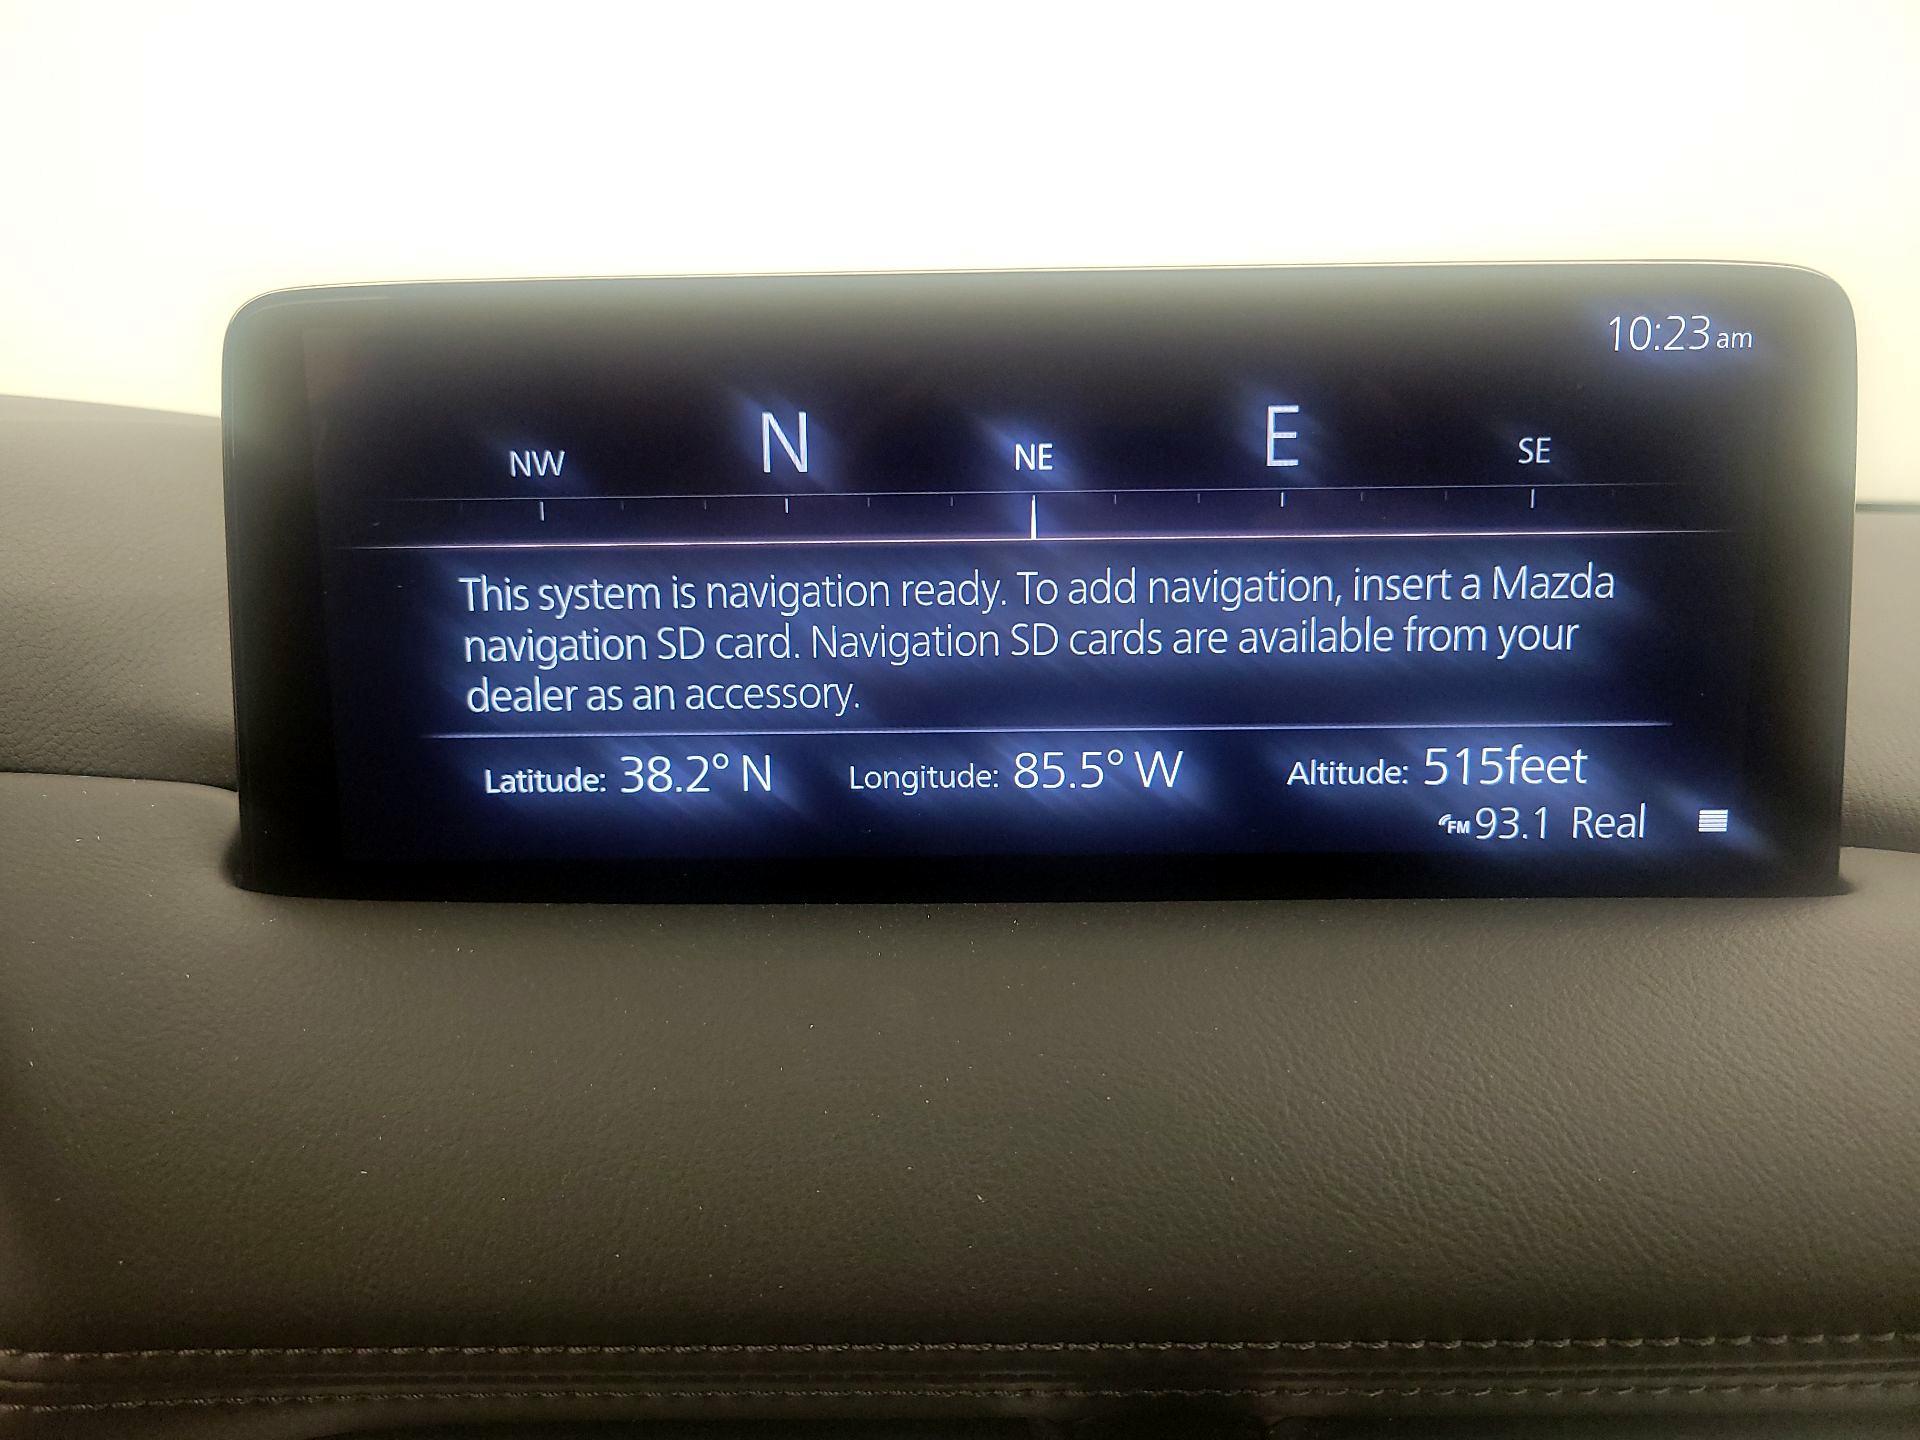 10:23 am
NW N NE E SE
This system is navigation ready. To add navigation, insert a Mazda
navigation SD card. Navigation SD cards are available from your
dealer as an accessory.
Latitude: 38.2° N Longitude: 85.5° W Altitude: 515feet
FM 93.1 Real